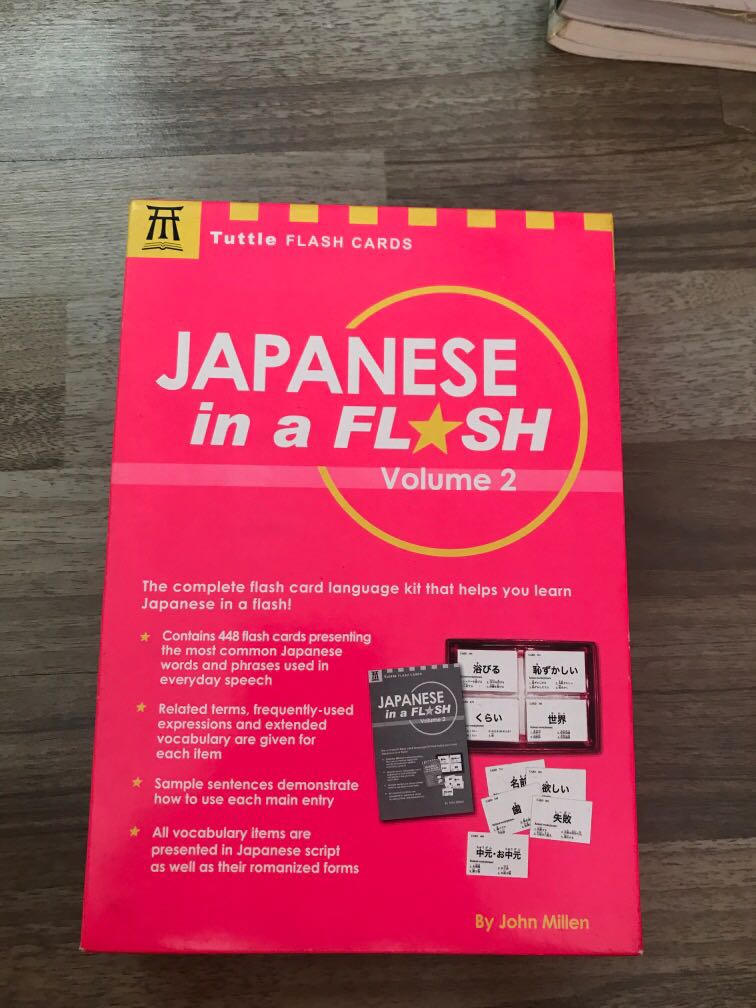 Tuttle FLASH CARDS
JAPANESE
in a FL★SH
Volume 2
The complete flash card language kit that helps you learn
Japanese in a flash!
★ Contains 448 flash cards presenting
the most common Japanese
words and phrases used in
everyday speech
★ Related terms, frequently-used
expressions and extended
vocabulary are given for
each item
★ Sample sentences demonstrate
how to use each main entry
★ All vocabulary items are
presented in Japanese script
as well as their romanized forms
Tuttle FLASH CARDS
JAPANESE
in a FL★SH
Volume 2
浴びる
恥ずかしい
くらい
世界
名前
欲しい
歯
失敗
中元・お中元
By John Millen